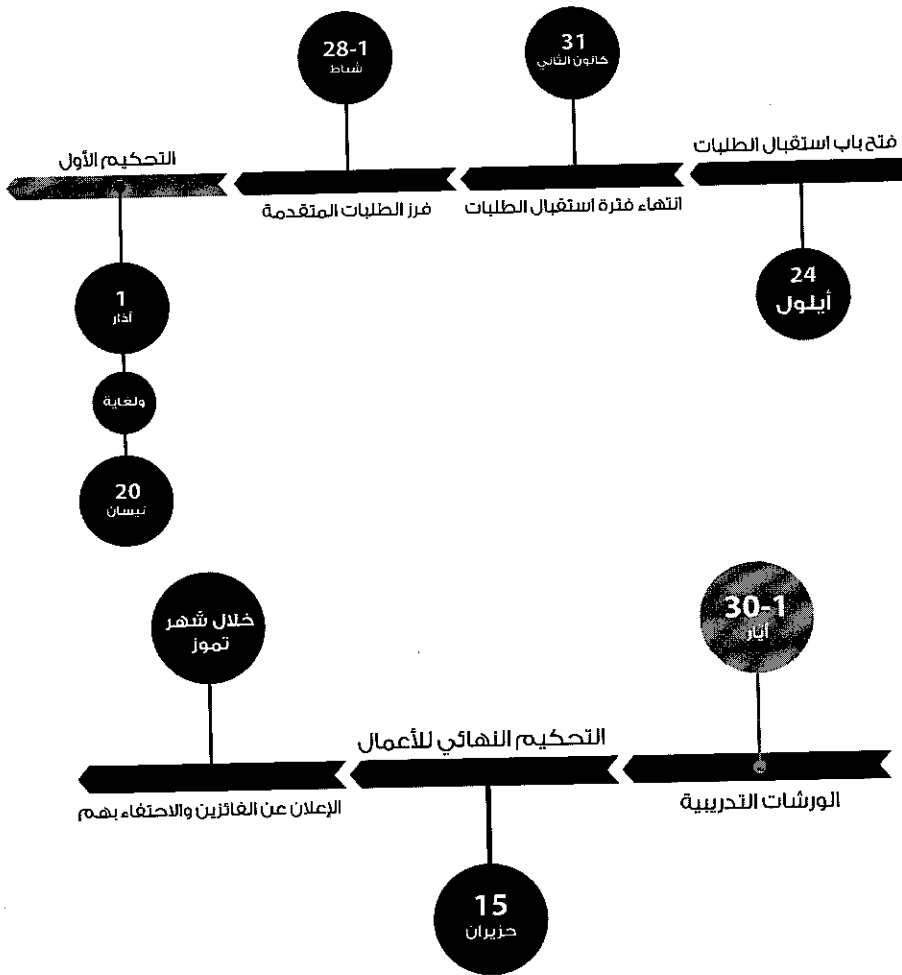 فتح باب استقبال الطلبات
24
أيلول
31
كانون الثاني
انتهاء فترة استقبال الطلبات
28-1
شباط
فرز الطلبات المتقدمة
التحكيم الأول
1
آذار
ولغاية
20
نيسان
30-1
أيار
الورشات التدريبية
التحكيم النهائي للأعمال
15
حزيران
خلال شهر
تموز
الإعلان عن الفائزين والاحتفاء بهم